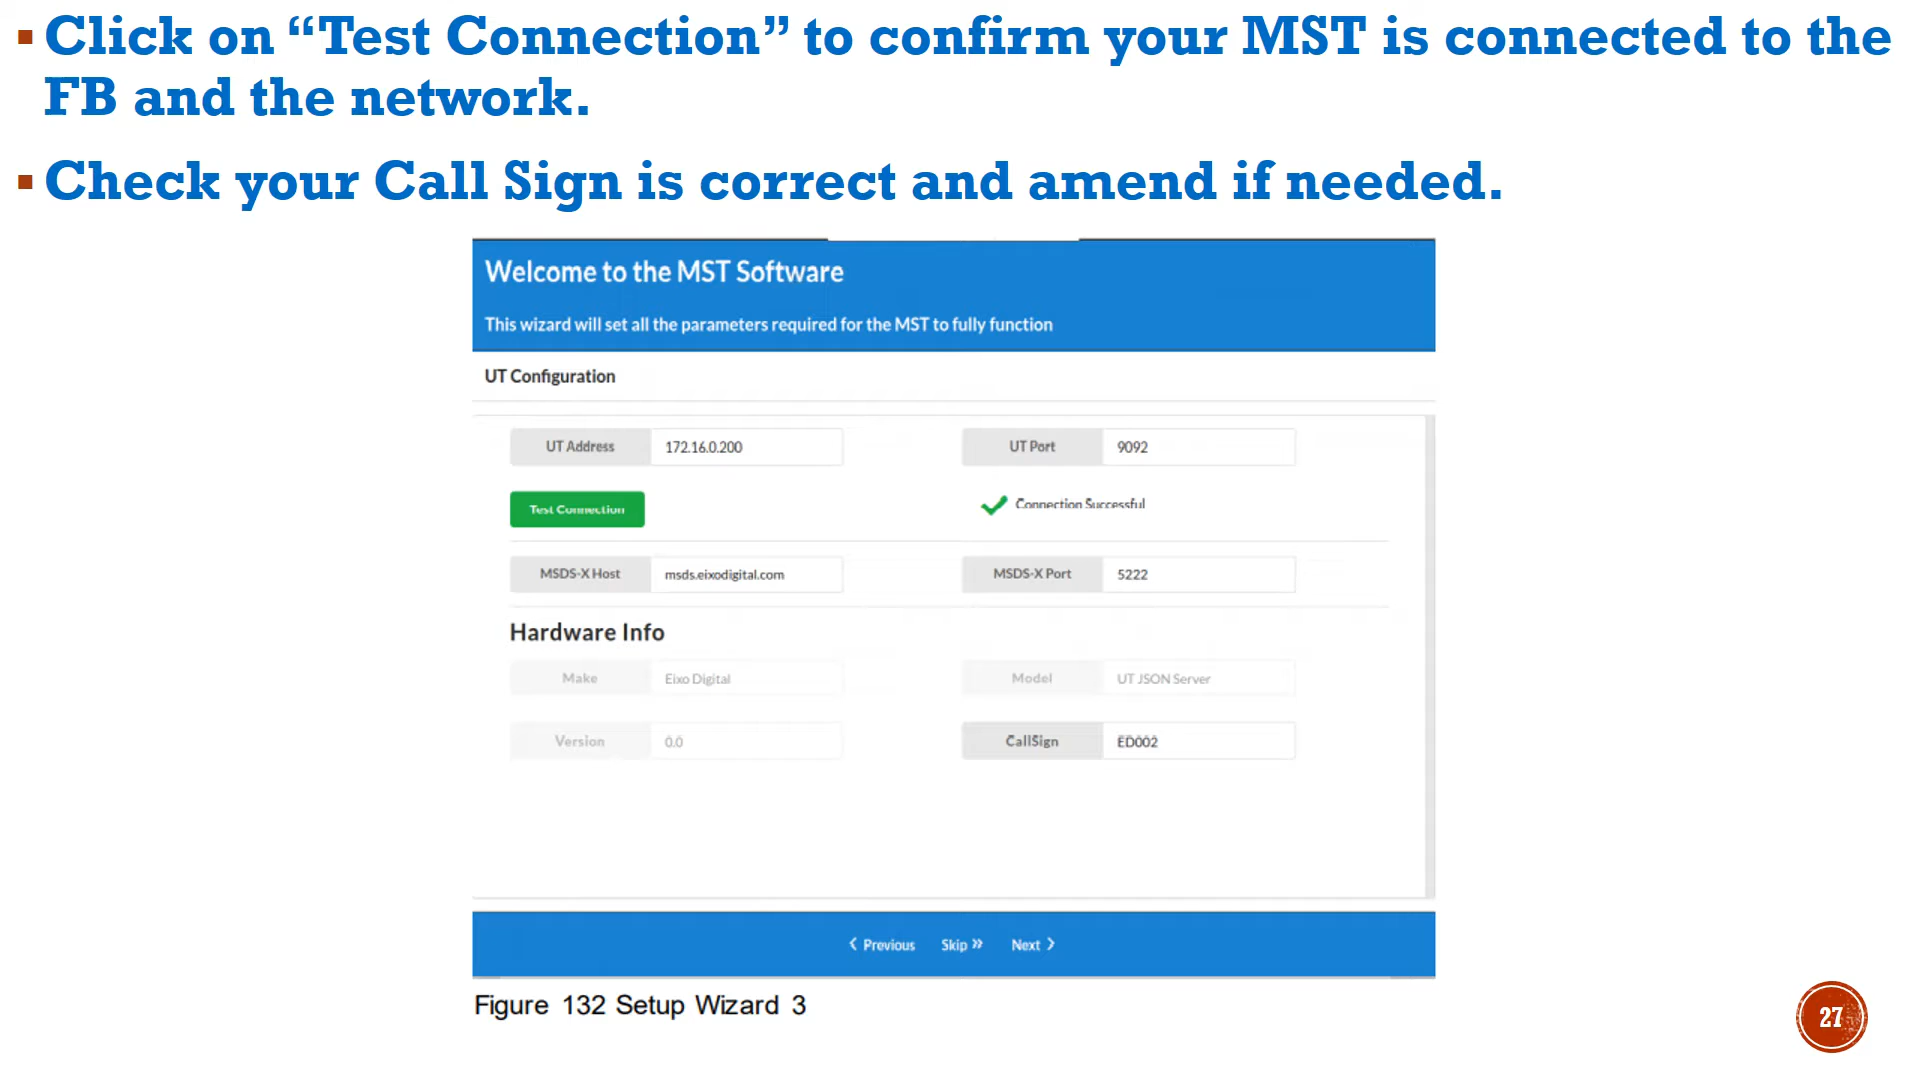 Click on “Test Connection” to confirm your MST is connected to the
FB and the network.
Check your Call Sign is correct and amend if needed.
Welcome to the MST Software
This wizard will set all the parameters required for the MST to fully function
UT Configuration
UT Address 172.16.0.200 UT Port 9092
Test Connection Connection Successful
MSDS-X Host msds.eixodigital.com MSDS-X Port 5222
Hardware Info
Make Eixo Digital Model UT JSON Server
Version 0.0 CallSign ED002
Previous Skip Next
Figure 132 Setup Wizard 3
27